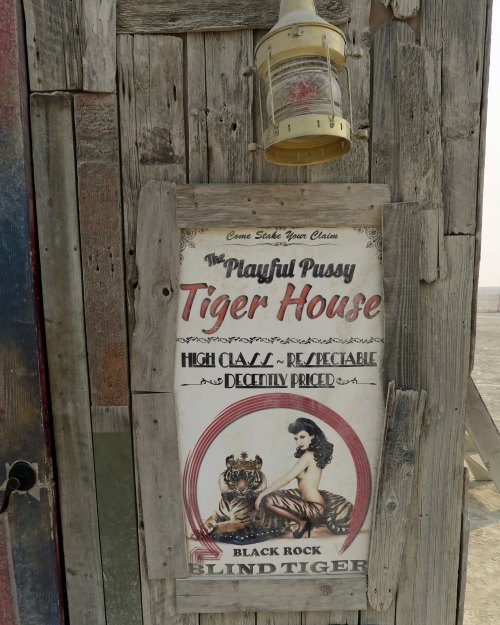 Come Stake Your Claim
The Playful Pussy
Tiger House
HIGH CLASS ~ RESPECTABLE
DECENTLY PRICED
BLACK ROCK
BLIND TIGER